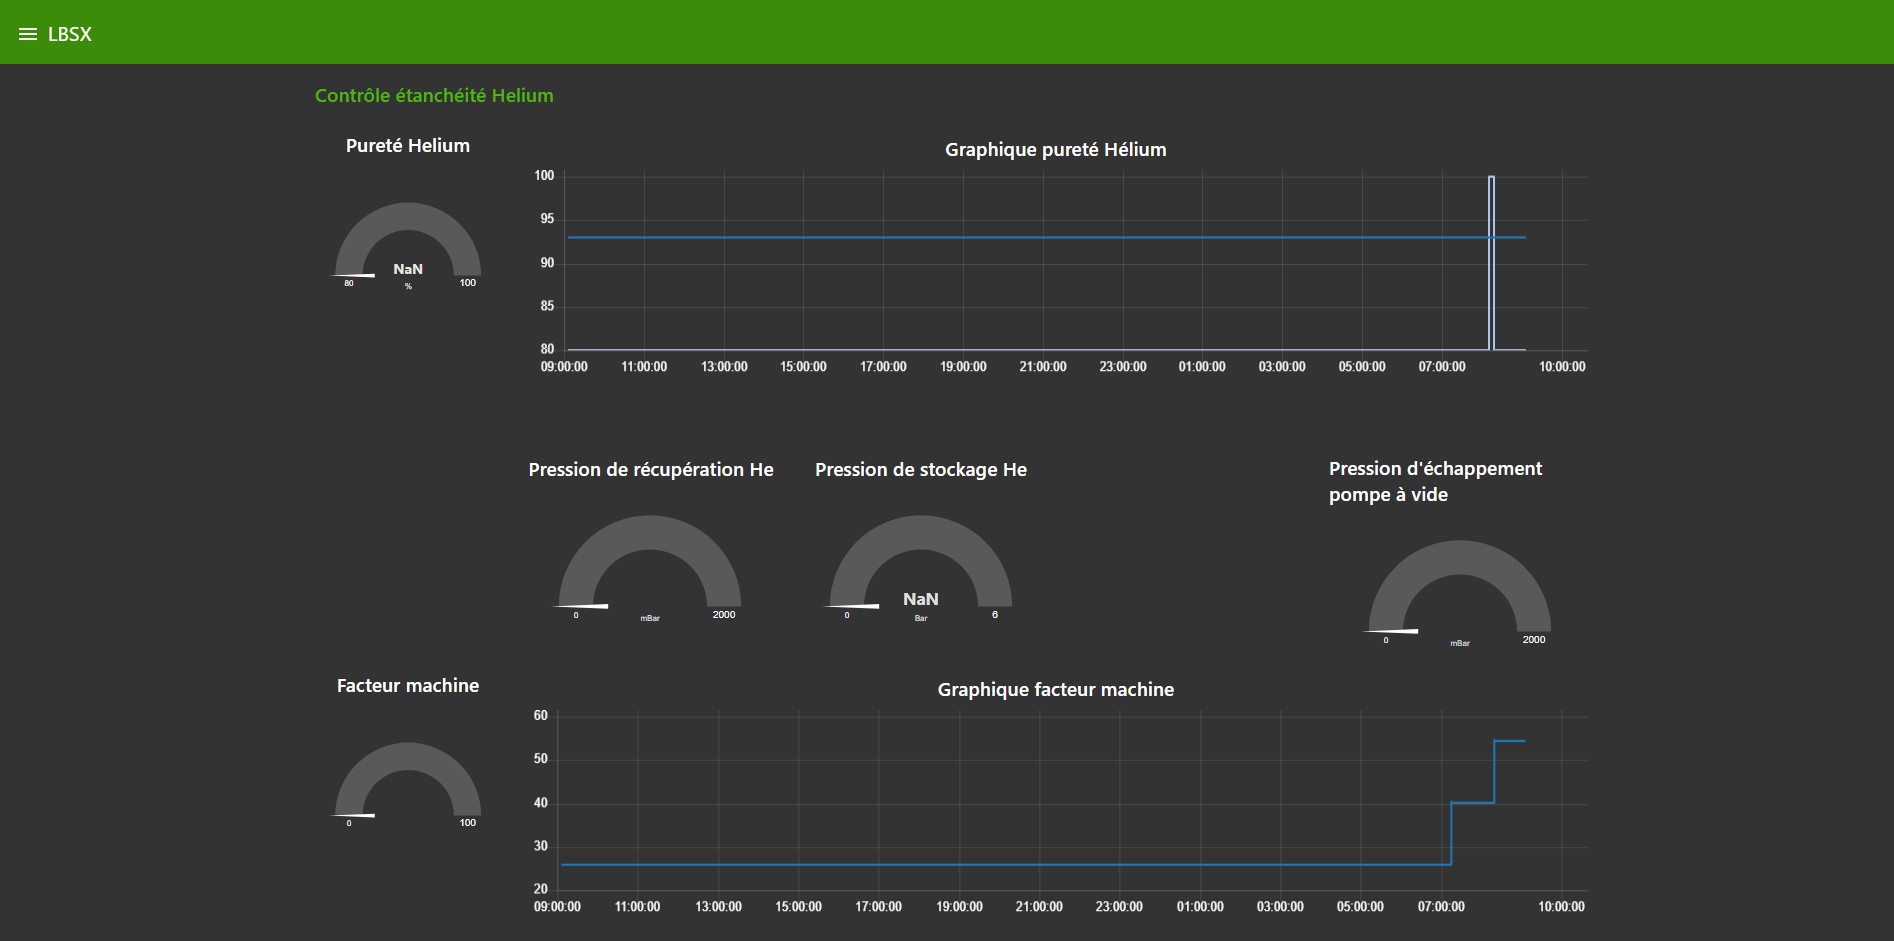 LBSX
Contrôle étanchéité Helium
Pureté Helium
NaN
80
%
100
Graphique pureté Hélium
100
95
90
85
80
09:00:00 11:00:00 13:00:00 15:00:00 17:00:00 19:00:00 21:00:00 23:00:00 01:00:00 03:00:00 05:00:00 07:00:00 10:00:00
Pression de récupération He
0
mBar
2000
Pression de stockage He
NaN
0
Bar
6
Pression d'échappement
pompe à vide
0
mBar
2000
Facteur machine
0
100
Graphique facteur machine
60
50
40
30
20
09:00:00 11:00:00 13:00:00 15:00:00 17:00:00 19:00:00 21:00:00 23:00:00 01:00:00 03:00:00 05:00:00 07:00:00 10:00:00